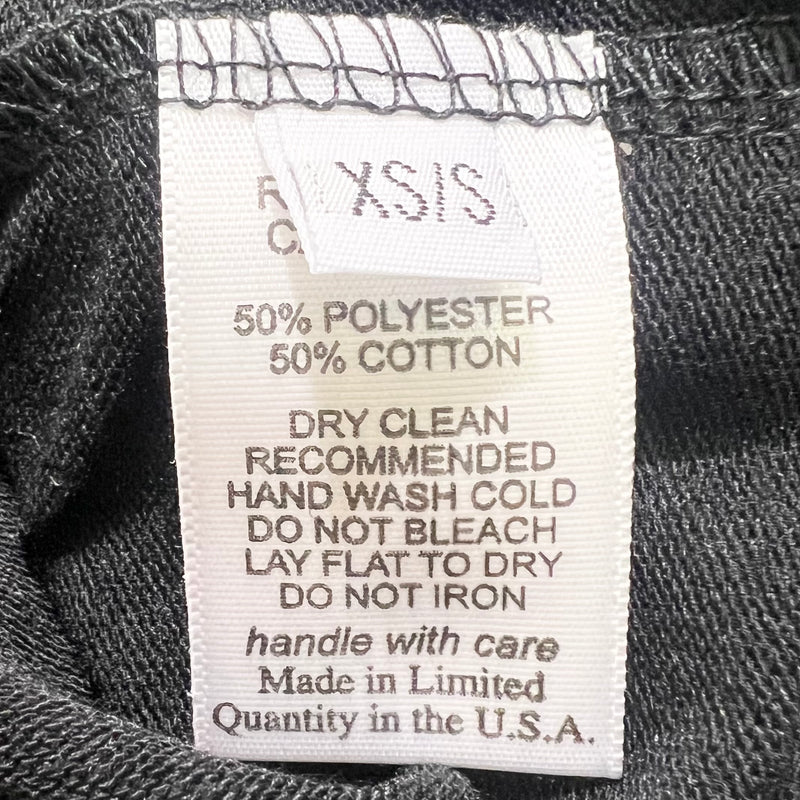 XS/S
50% POLYESTER
50% COTTON
DRY CLEAN
RECOMMENDED
HAND WASH COLD
DO NOT BLEACH
LAY FLAT TO DRY
DO NOT IRON
handle with care
Made in Limited
Quantity in the U.S.A.